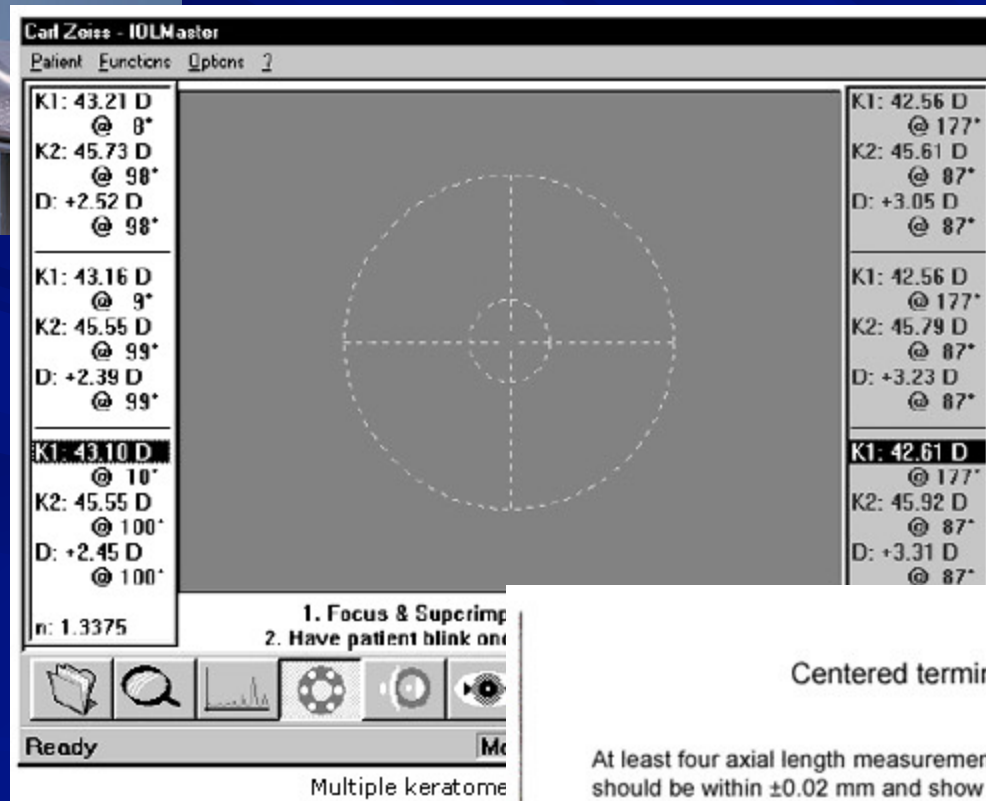 Carl Zeiss - IOLMaster
Patient Functions Options ?
K1: 43.21 D
@ 8°
K2: 45.73 D
@ 98°
D: +2.52 D
@ 98°
K1: 43.16 D
@ 9°
K2: 45.55 D
@ 99°
D: +2.39 D
@ 99°
K1: 43.10 D
@ 10°
K2: 45.55 D
@ 100°
D: +2.45 D
@ 100°
n: 1.3375
K1: 42.56 D
@ 177°
K2: 45.61 D
@ 87°
D: +3.05 D
@ 87°
K1: 42.56 D
@ 177°
K2: 45.79 D
@ 87°
D: +3.23 D
@ 87°
K1: 42.61 D
@ 177°
K2: 45.92 D
@ 87°
D: +3.31 D
@ 87°
1. Focus & Superimp
2. Have patient blink on
Ready
Multiple keratome
Centered termin
At least four axial length measuremen
should be within ±0.02 mm and show